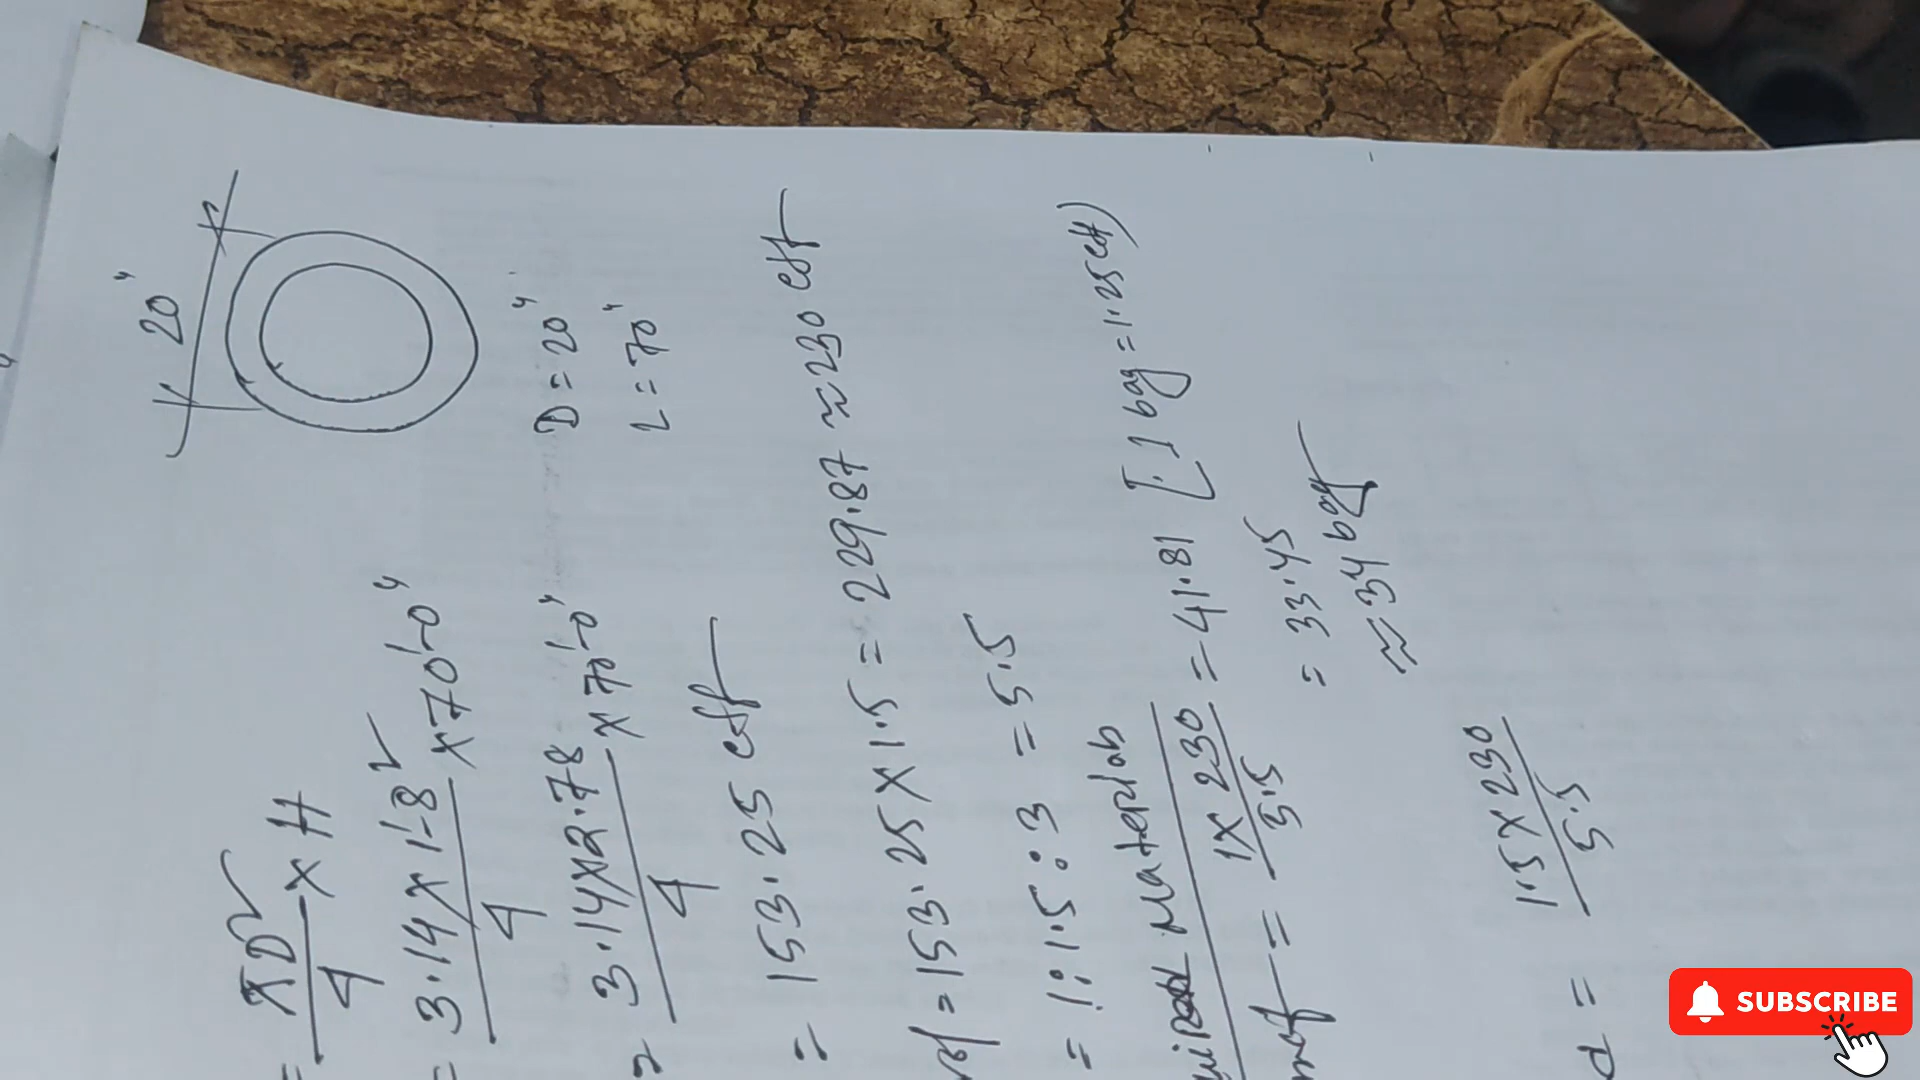 20"
D = 20"
L = 70'
= πD²/4 x H
= 3.14 x 1'-8²/4 x 70'-0"
= 3.14 x 2.78/4 x 70'-0"
= 153.25 cft
= 153.25 x 1.5 = 229.87 ≈ 230 cft
= 1:1.5:3 = 5.5
Materials
= 1 x 230/5.5 = 41.81 [∵ 1 bag = 1.25 cft)
= 33.45
≈ 34 bag
d = 1.5 x 230/5.5
SUBSCRIBE